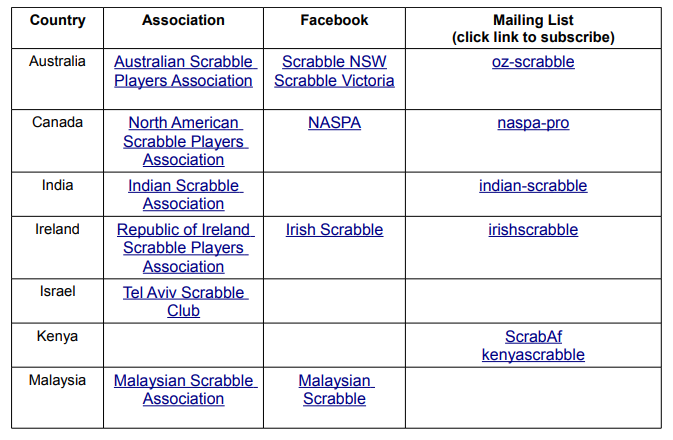 Country Association Facebook Mailing List
(click link to subscribe)
Australia Australian Scrabble Scrabble NSW oz-scrabble
Players Association Scrabble Victoria
Canada North American NASPA naspa-pro
Scrabble Players
Association
India Indian Scrabble indian-scrabble
Association
Ireland Republic of Ireland Irish Scrabble irishscrabble
Scrabble Players
Association
Israel Tel Aviv Scrabble
Club
Kenya ScrabAf
kenyascrabble
Malaysia Malaysian Scrabble Malaysian
Association Scrabble